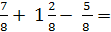 7/8 + 1 2/8 − 5/8 =